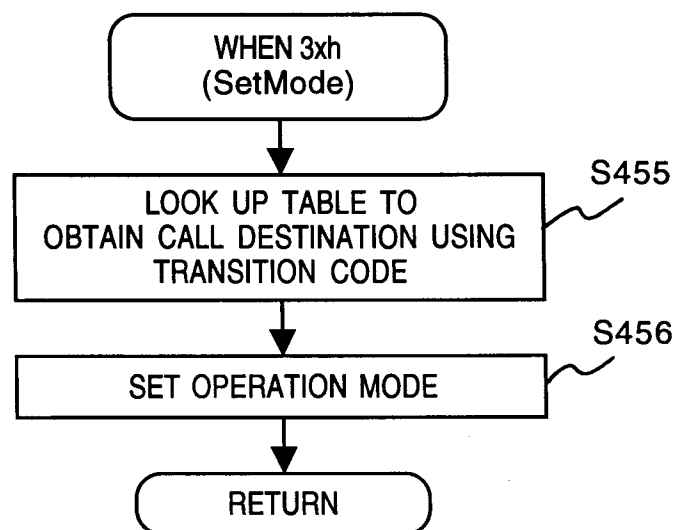 WHEN 3xh
(SetMode)
S455
LOOK UP TABLE TO
OBTAIN CALL DESTINATION USING
TRANSITION CODE
S456
SET OPERATION MODE
RETURN